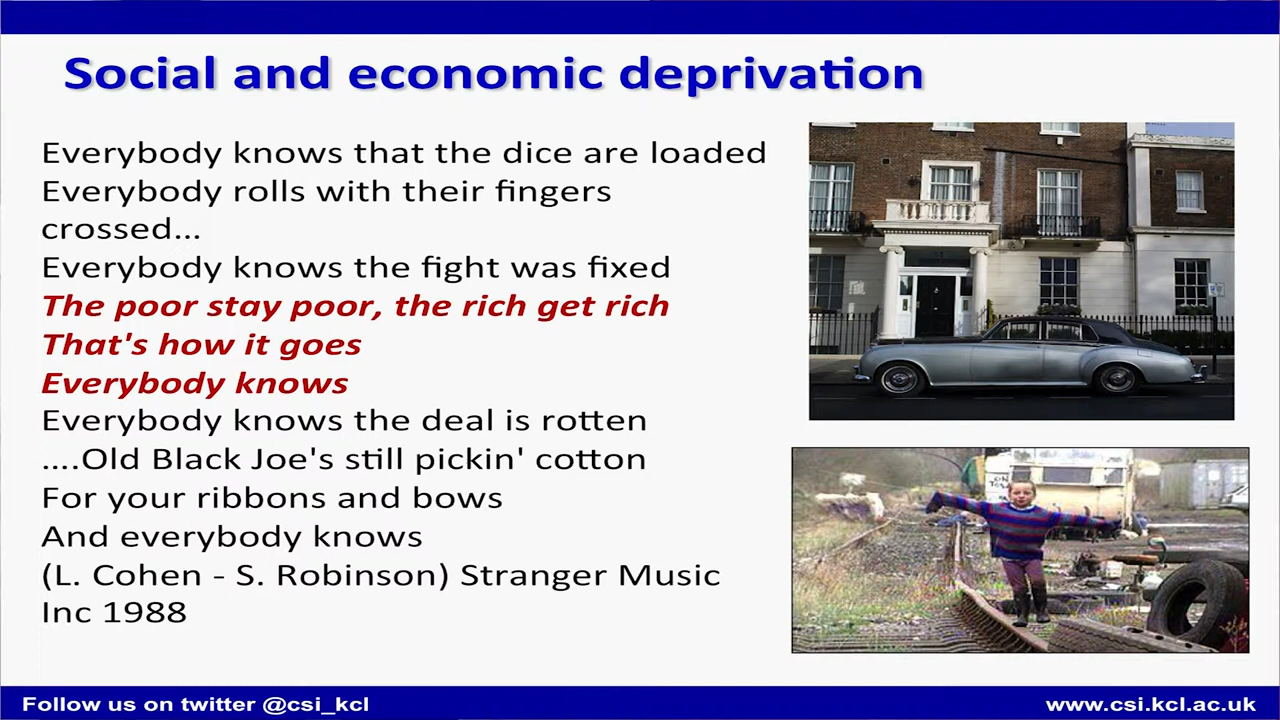 Social and economic deprivation
Everybody knows that the dice are loaded
Everybody rolls with their fingers
crossed...
Everybody knows the fight was fixed
The poor stay poor, the rich get rich
That's how it goes
Everybody knows
Everybody knows the deal is rotten
....Old Black Joe's still pickin' cotton
For your ribbons and bows
And everybody knows
(L. Cohen - S. Robinson) Stranger Music
Inc 1988
Follow us on twitter @csi_kcl
www.csi.kcl.ac.uk